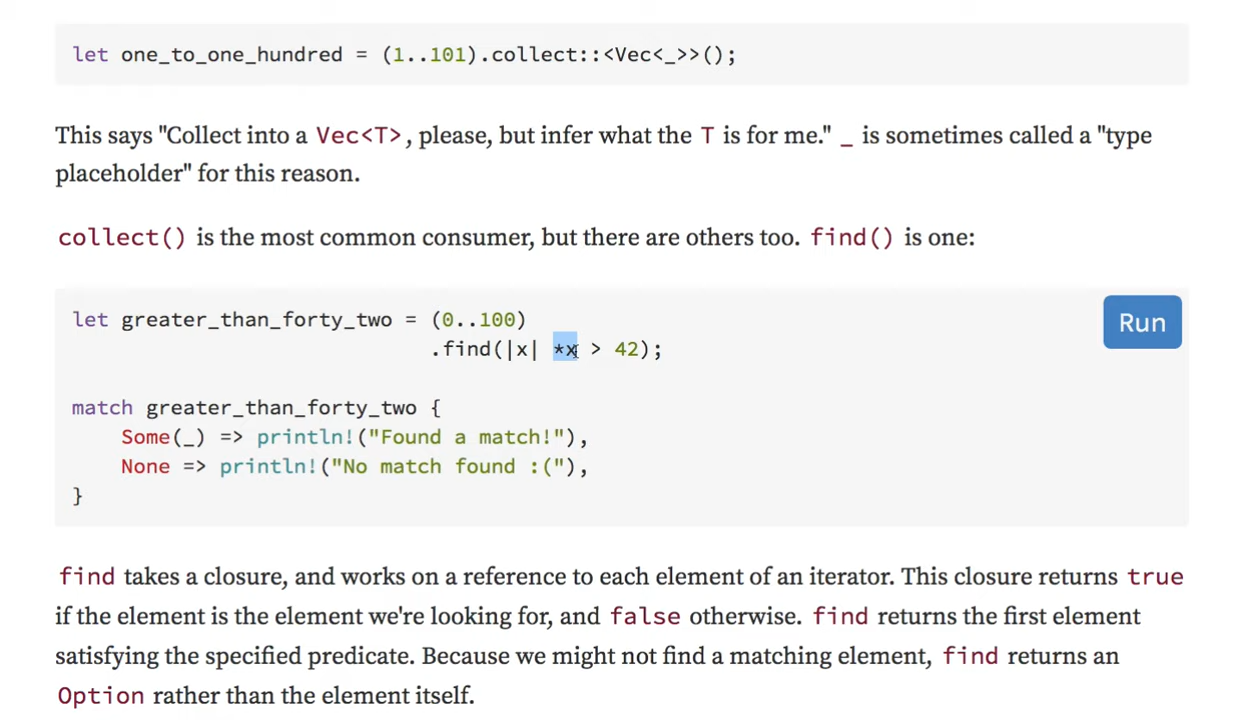 let one_to_one_hundred = (1..101).collect::<Vec<_>>();
This says "Collect into a Vec<T>, please, but infer what the T is for me." _ is sometimes called a "type
placeholder" for this reason.
collect() is the most common consumer, but there are others too. find() is one:
let greater_than_forty_two = (0..100)
.find(|x| *x > 42);
Run
match greater_than_forty_two {
Some(_) => println!("Found a match!"),
None => println!("No match found :("),
}
find takes a closure, and works on a reference to each element of an iterator. This closure returns true
if the element is the element we're looking for, and false otherwise. find returns the first element
satisfying the specified predicate. Because we might not find a matching element, find returns an
Option rather than the element itself.